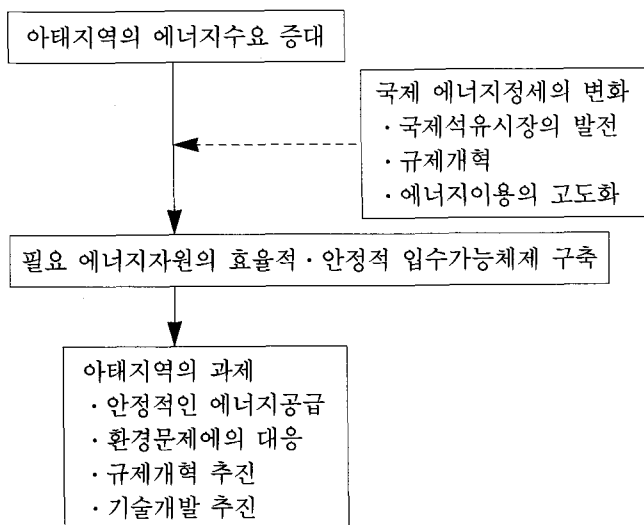 아태지역의 에너지수요 증대
국제 에너지정세의 변화
· 국제석유시장의 발전
· 규제개혁
· 에너지이용의 고도화
필요 에너지자원의 효율적 · 안정적 입수가능체제 구축
아태지역의 과제
· 안정적인 에너지공급
· 환경문제에의 대응
· 규제개혁 추진
· 기술개발 추진